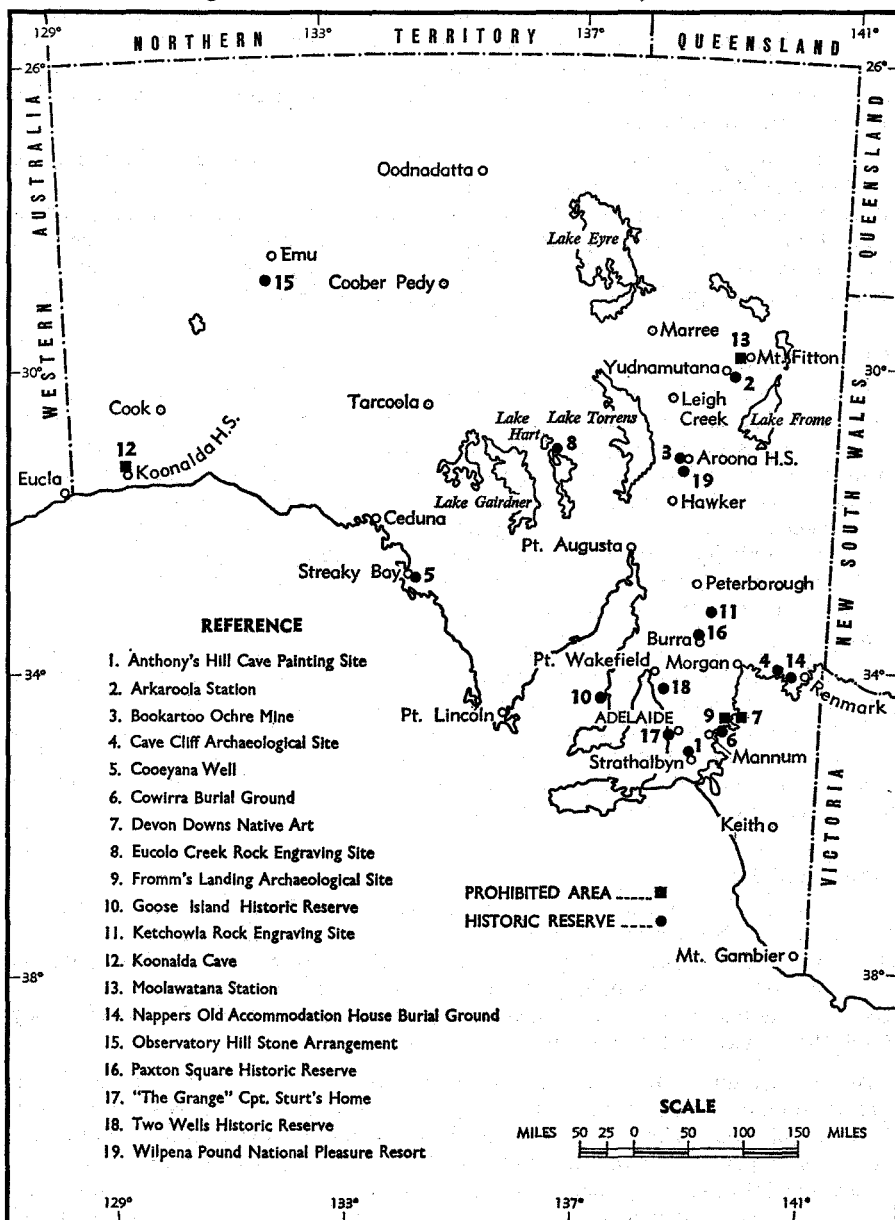 129° 133° 137° 141°
NORTHERN TERRITORY QUEENSLAND
26° 26°
WESTERN AUSTRALIA
QUEENSLAND
NEW SOUTH WALES
VICTORIA
Oodnadatta
Lake Eyre
Emu
15
Coober Pedy
Marree
13
Mt. Fitton
30° 30°
Yudnamutana
2
Leigh
Creek
Lake Frome
Cook
Tarcoola
Lake
Hart
Lake Torrens
8
12
Koonalda H.S.
3
Aroona H.S.
19
Eucla
Lake Gairdner
Hawker
Ceduna
Pt. Augusta
Streaky Bay
5
Peterborough
11
16
Burra
Pt. Wakefield
Morgan
4
14
34° 34°
Renmark
18
10
Pt. Lincoln
ADELAIDE
9
7
17
1
6
Strathalbyn
Mannum
Keith
Mt. Gambier
38° 38°
REFERENCE
1. Anthony's Hill Cave Painting Site
2. Arkaroola Station
3. Bookartoo Ochre Mine
4. Cave Cliff Archaeological Site
5. Cooeyana Well
6. Cowirra Burial Ground
7. Devon Downs Native Art
8. Eucolo Creek Rock Engraving Site
9. Fromm's Landing Archaeological Site
10. Goose Island Historic Reserve
11. Ketchowla Rock Engraving Site
12. Koonalda Cave
13. Moolawatana Station
14. Nappers Old Accommodation House Burial Ground
15. Observatory Hill Stone Arrangement
16. Paxton Square Historic Reserve
17. "The Grange" Cpt. Sturt's Home
18. Two Wells Historic Reserve
19. Wilpena Pound National Pleasure Resort
PROHIBITED AREA
HISTORIC RESERVE
SCALE
MILES 50 25 0 50 100 150 MILES
129° 133° 137° 141°